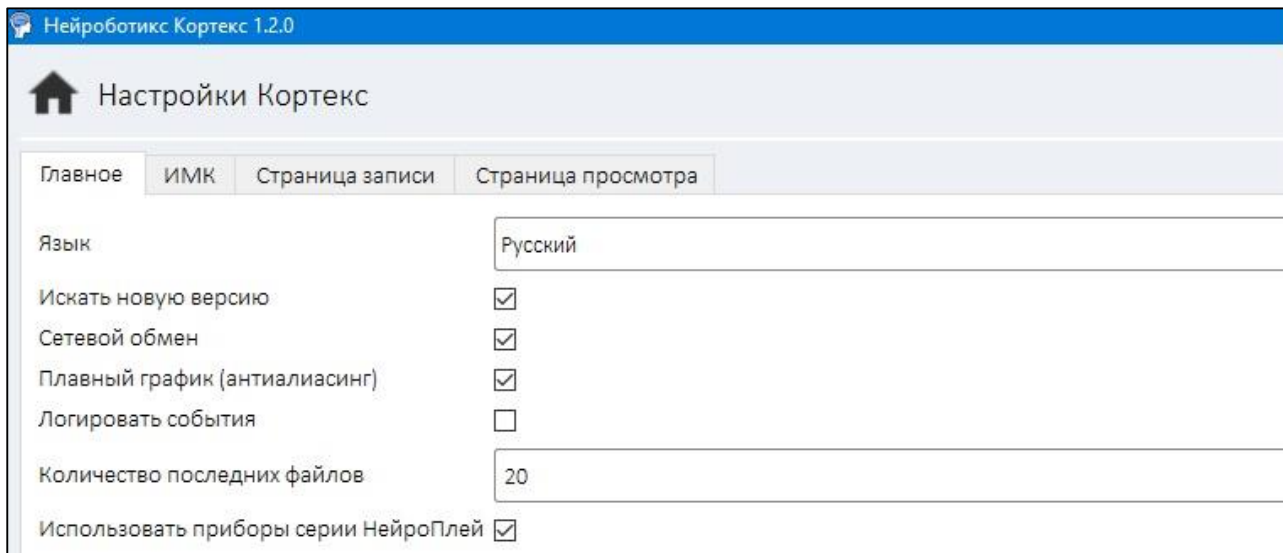 Нейроботикс Кортекс 1.2.0
Настройки Кортекс
Главное ИМК Страница записи Страница просмотра
Язык Русский
Искать новую версию
Сетевой обмен
Плавный график (антиалиасинг)
Логировать события
Количество последних файлов 20
Использовать приборы серии НейроПлей